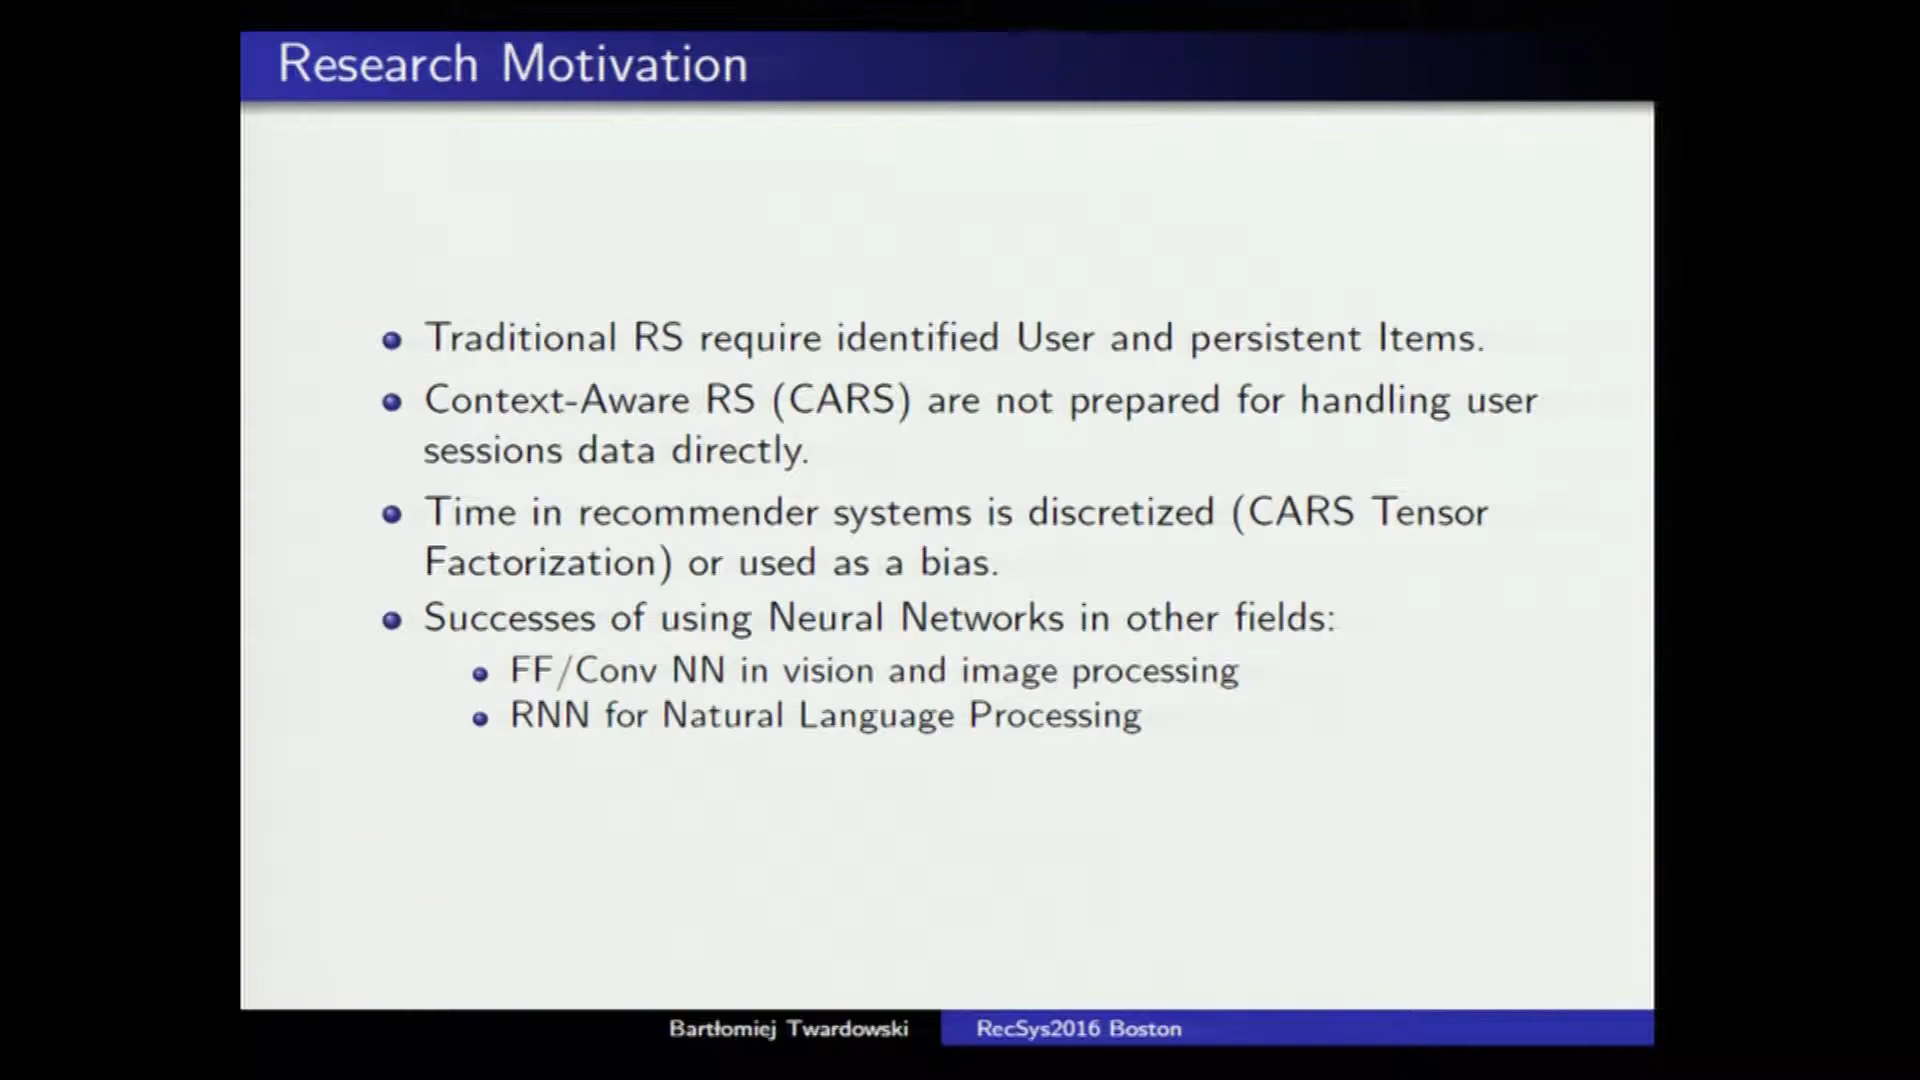 Research Motivation
Traditional RS require identified User and persistent Items.
Context-Aware RS (CARS) are not prepared for handling user
sessions data directly.
Time in recommender systems is discretized (CARS Tensor
Factorization) or used as a bias.
Successes of using Neural Networks in other fields:
FF/Conv NN in vision and image processing
RNN for Natural Language Processing
Bartłomiej Twardowski
RecSys2016 Boston